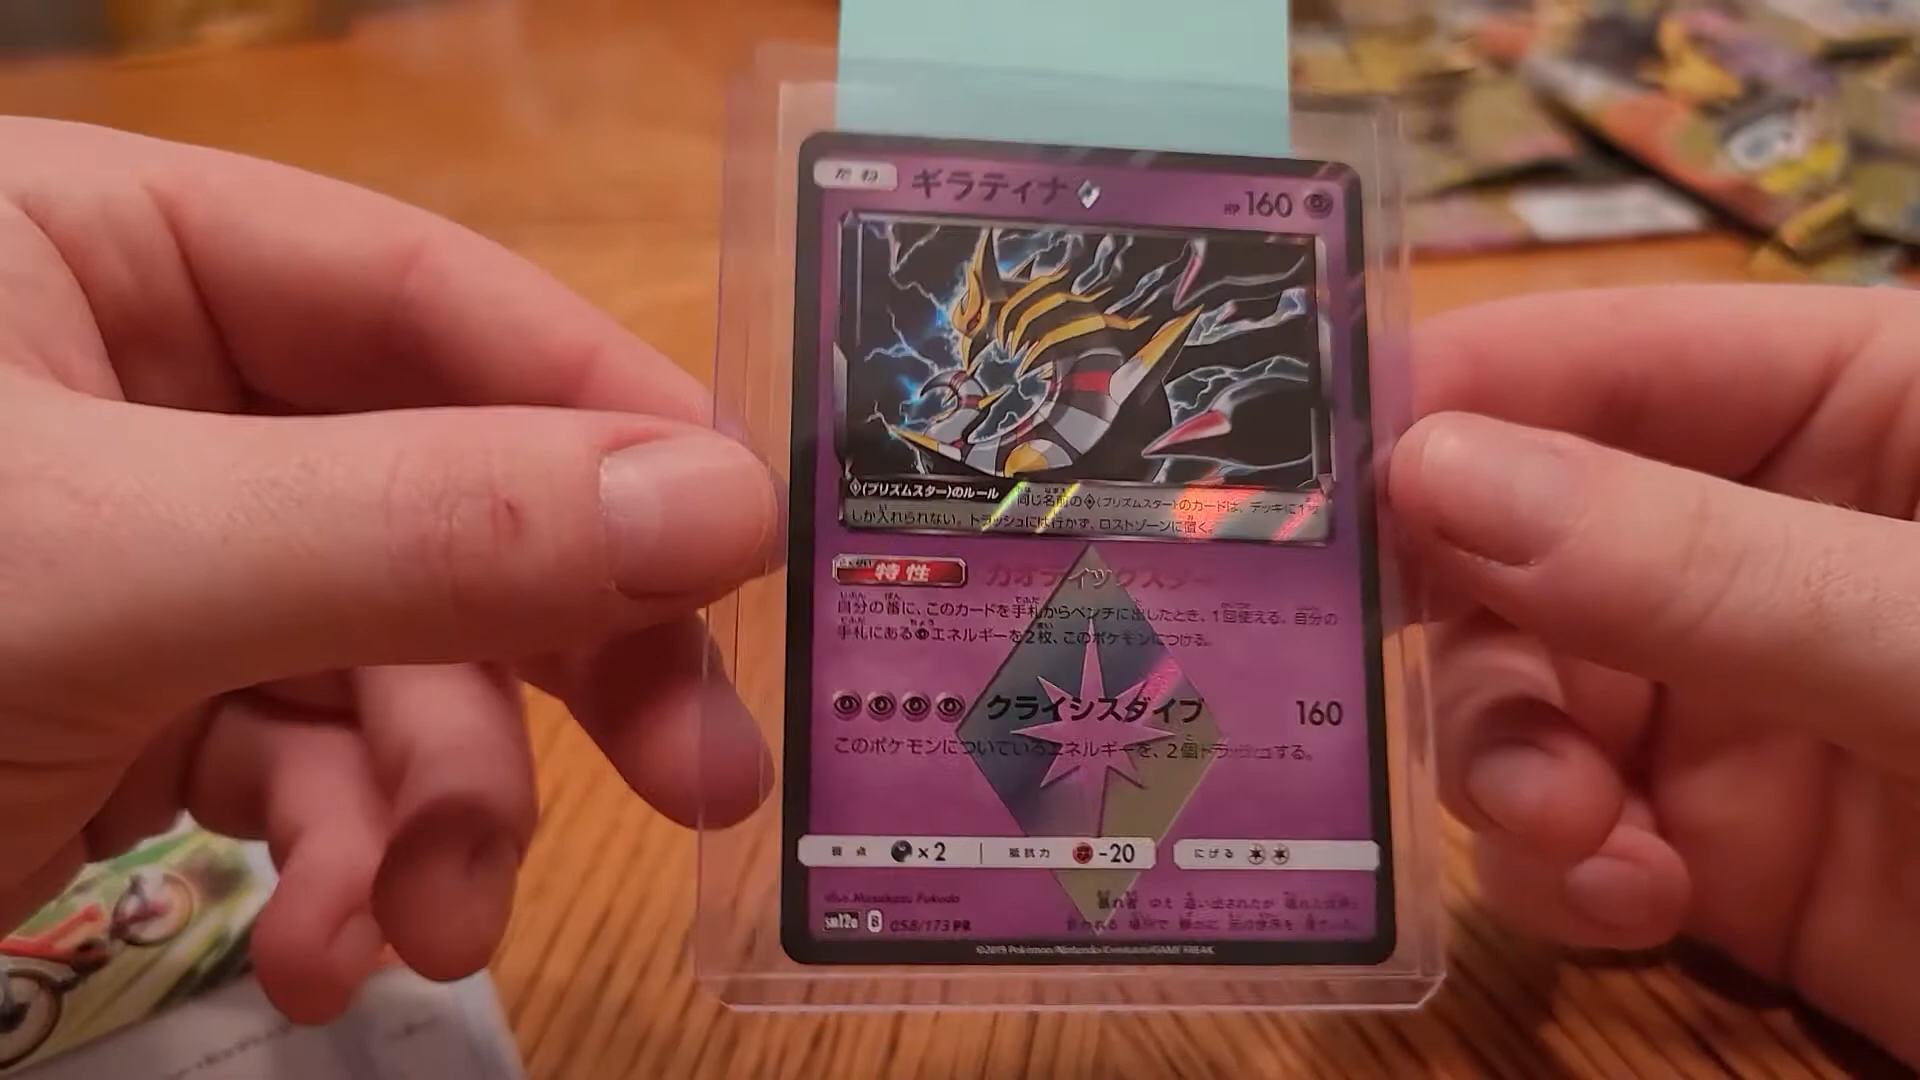 たね ギラティナ HP 160
(プリズムスター)のルール 同じ名前の(プリズムスター)のカードは、デッキに1枚
しか入れられない。トラッシュには行かず、ロストゾーンに置く。
特性 カオティックスター
自分の番に、このカードを手札からベンチに出したとき、1回使える。自分の
手札にあるエネルギーを2枚、このポケモンにつける。
クライシスダイブ 160
このポケモンについているエネルギーを、2個トラッシュする。
弱点 ×2 抵抗力 -20 にげる
illus. Masakazu Fukuda
sm12a B 058/173 PR
©2019 Pokémon/Nintendo/Creatures/GAME FREAK